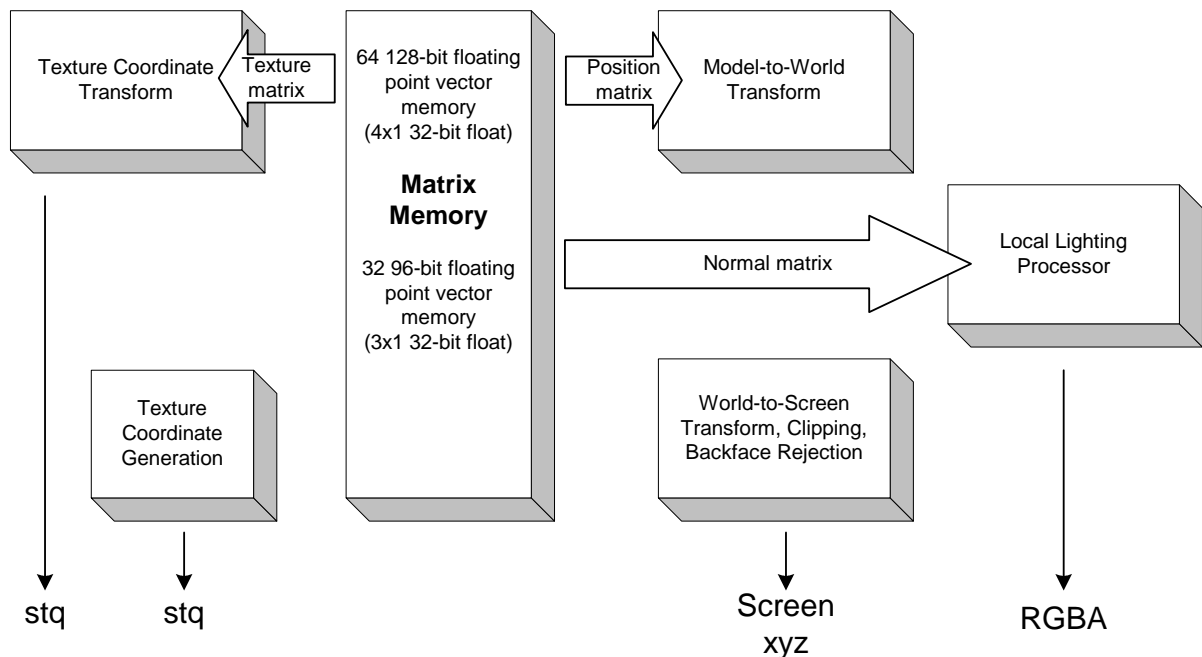 Texture Coordinate
Transform
Texture
matrix
64 128-bit floating
point vector
memory
(4x1 32-bit float)
Matrix
Memory
32 96-bit floating
point vector
memory
(3x1 32-bit float)
Position
matrix
Model-to-World
Transform
Normal matrix
Local Lighting
Processor
Texture
Coordinate
Generation
World-to-Screen
Transform, Clipping,
Backface Rejection
stq
stq
Screen
xyz
RGBA